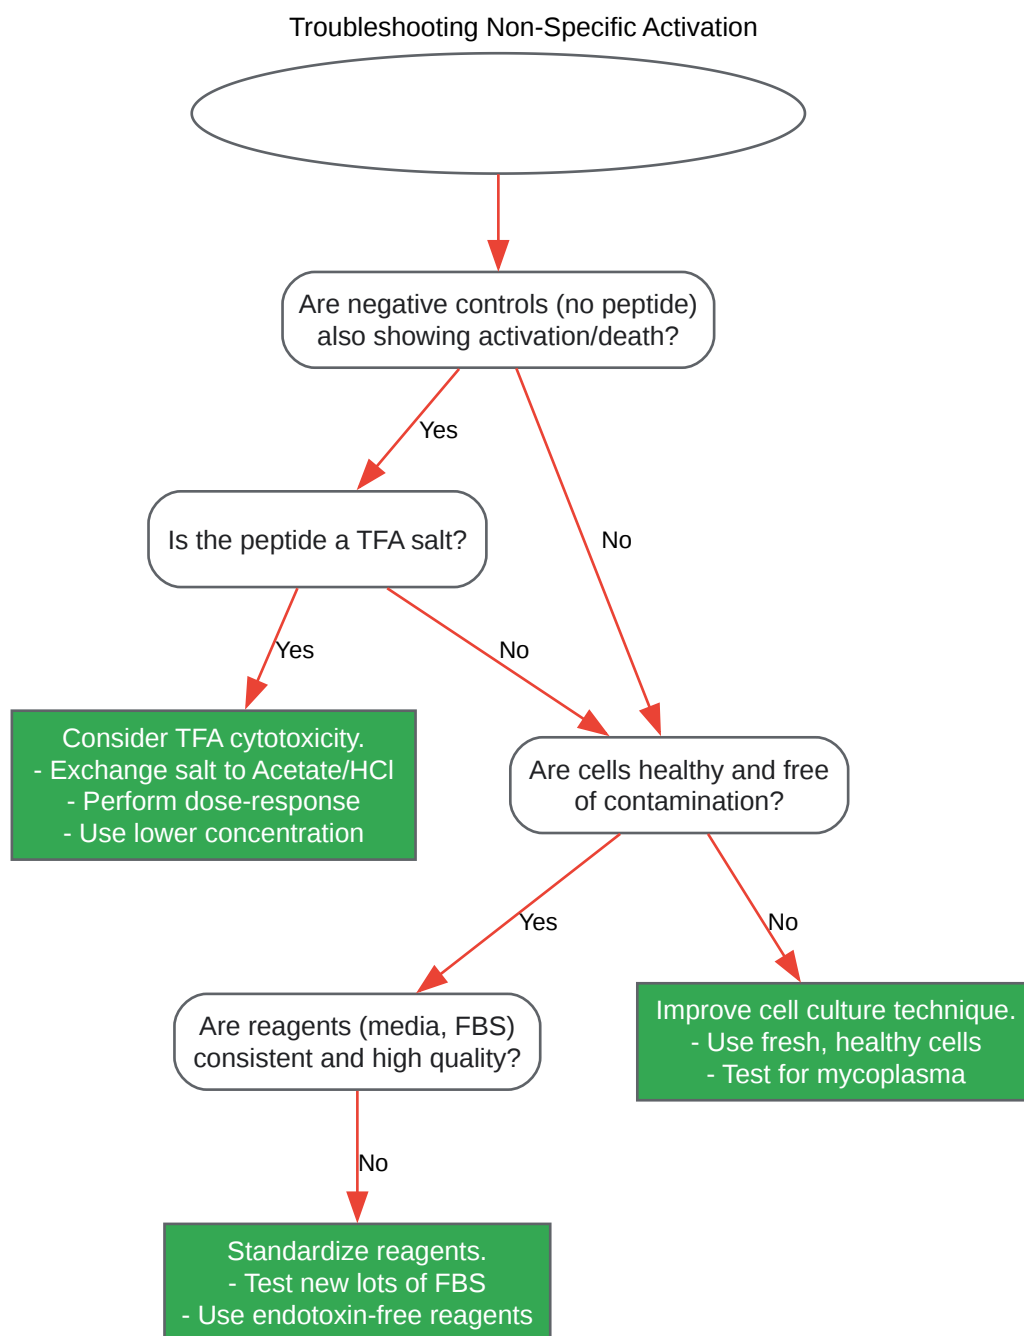 Troubleshooting Non-Specific Activation
Are negative controls (no peptide)
also showing activation/death?
Yes
No
Is the peptide a TFA salt?
Yes
No
Consider TFA cytotoxicity.
- Exchange salt to Acetate/HCl
- Perform dose-response
- Use lower concentration
Are cells healthy and free
of contamination?
Yes
No
Are reagents (media, FBS)
consistent and high quality?
Improve cell culture technique.
- Use fresh, healthy cells
- Test for mycoplasma
No
Standardize reagents.
- Test new lots of FBS
- Use endotoxin-free reagents